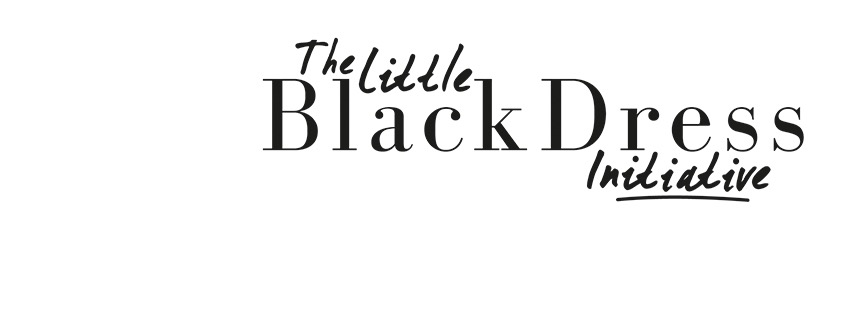 The Little
Black Dress
Initiative